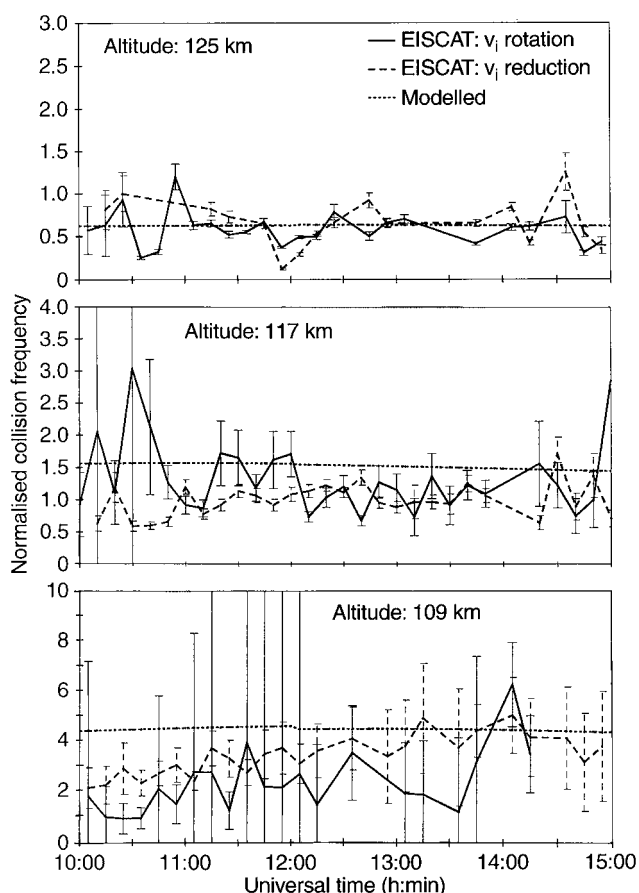 3.0
Altitude: 125 km
EISCAT: vi rotation
2.5
EISCAT: vi reduction
Modelled
2.0
1.5
1.0
0.5
0
Normalised collision frequency
4.0
Altitude: 117 km
3.5
3.0
2.5
2.0
1.5
1.0
0.5
0
10
Altitude: 109 km
8
6
4
2
0
10:00 11:00 12:00 13:00 14:00 15:00
Universal time (h:min)